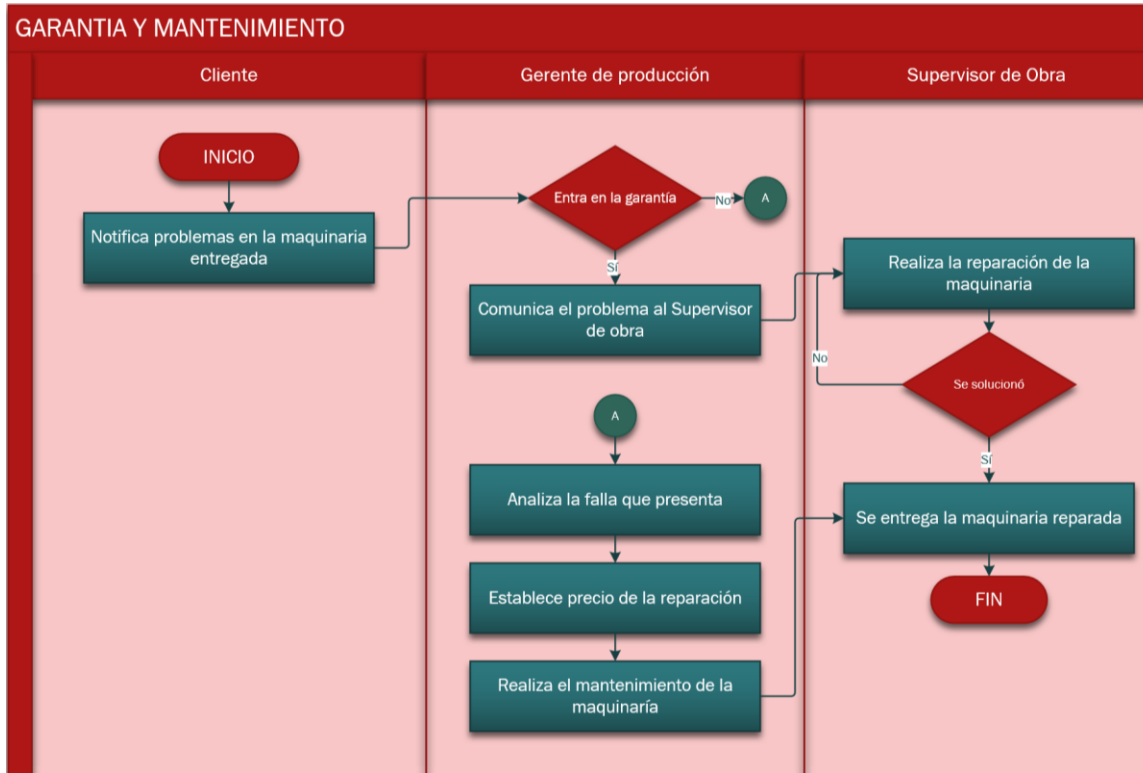 GARANTIA Y MANTENIMIENTO
Cliente
Gerente de producción
Supervisor de Obra
INICIO
Notifica problemas en la maquinaria
entregada
Entra en la garantía
No
A
Sí
Comunica el problema al Supervisor
de obra
Realiza la reparación de la
maquinaria
No
Se solucionó
Sí
A
Analiza la falla que presenta
Establece precio de la reparación
Realiza el mantenimiento de la
maquinaría
Se entrega la maquinaria reparada
FIN